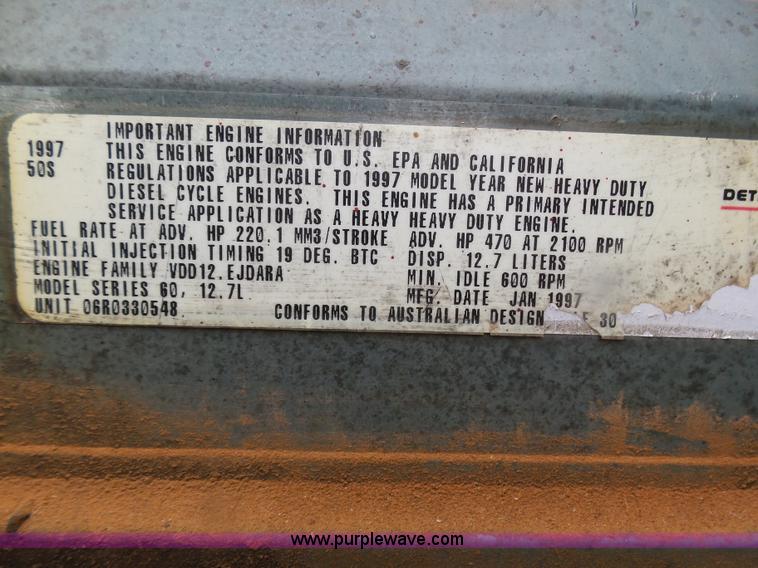 IMPORTANT ENGINE INFORMATION
1997 THIS ENGINE CONFORMS TO U.S. EPA AND CALIFORNIA
50S REGULATIONS APPLICABLE TO 1997 MODEL YEAR NEW HEAVY DUTY
DIESEL CYCLE ENGINES. THIS ENGINE HAS A PRIMARY INTENDED
SERVICE APPLICATION AS A HEAVY HEAVY DUTY ENGINE.
DET
FUEL RATE AT ADV. HP 220.1 MM3/STROKE ADV. HP 470 AT 2100 RPM
INITIAL INJECTION TIMING 19 DEG. BTC DISP. 12.7 LITERS
ENGINE FAMILY VDD12.EJDARA MIN. IDLE 600 RPM
MODEL SERIES 60, 12.7L MFG. DATE JAN 1997
UNIT 06R0330548 CONFORMS TO AUSTRALIAN DESIGN 30
www.purplewave.com